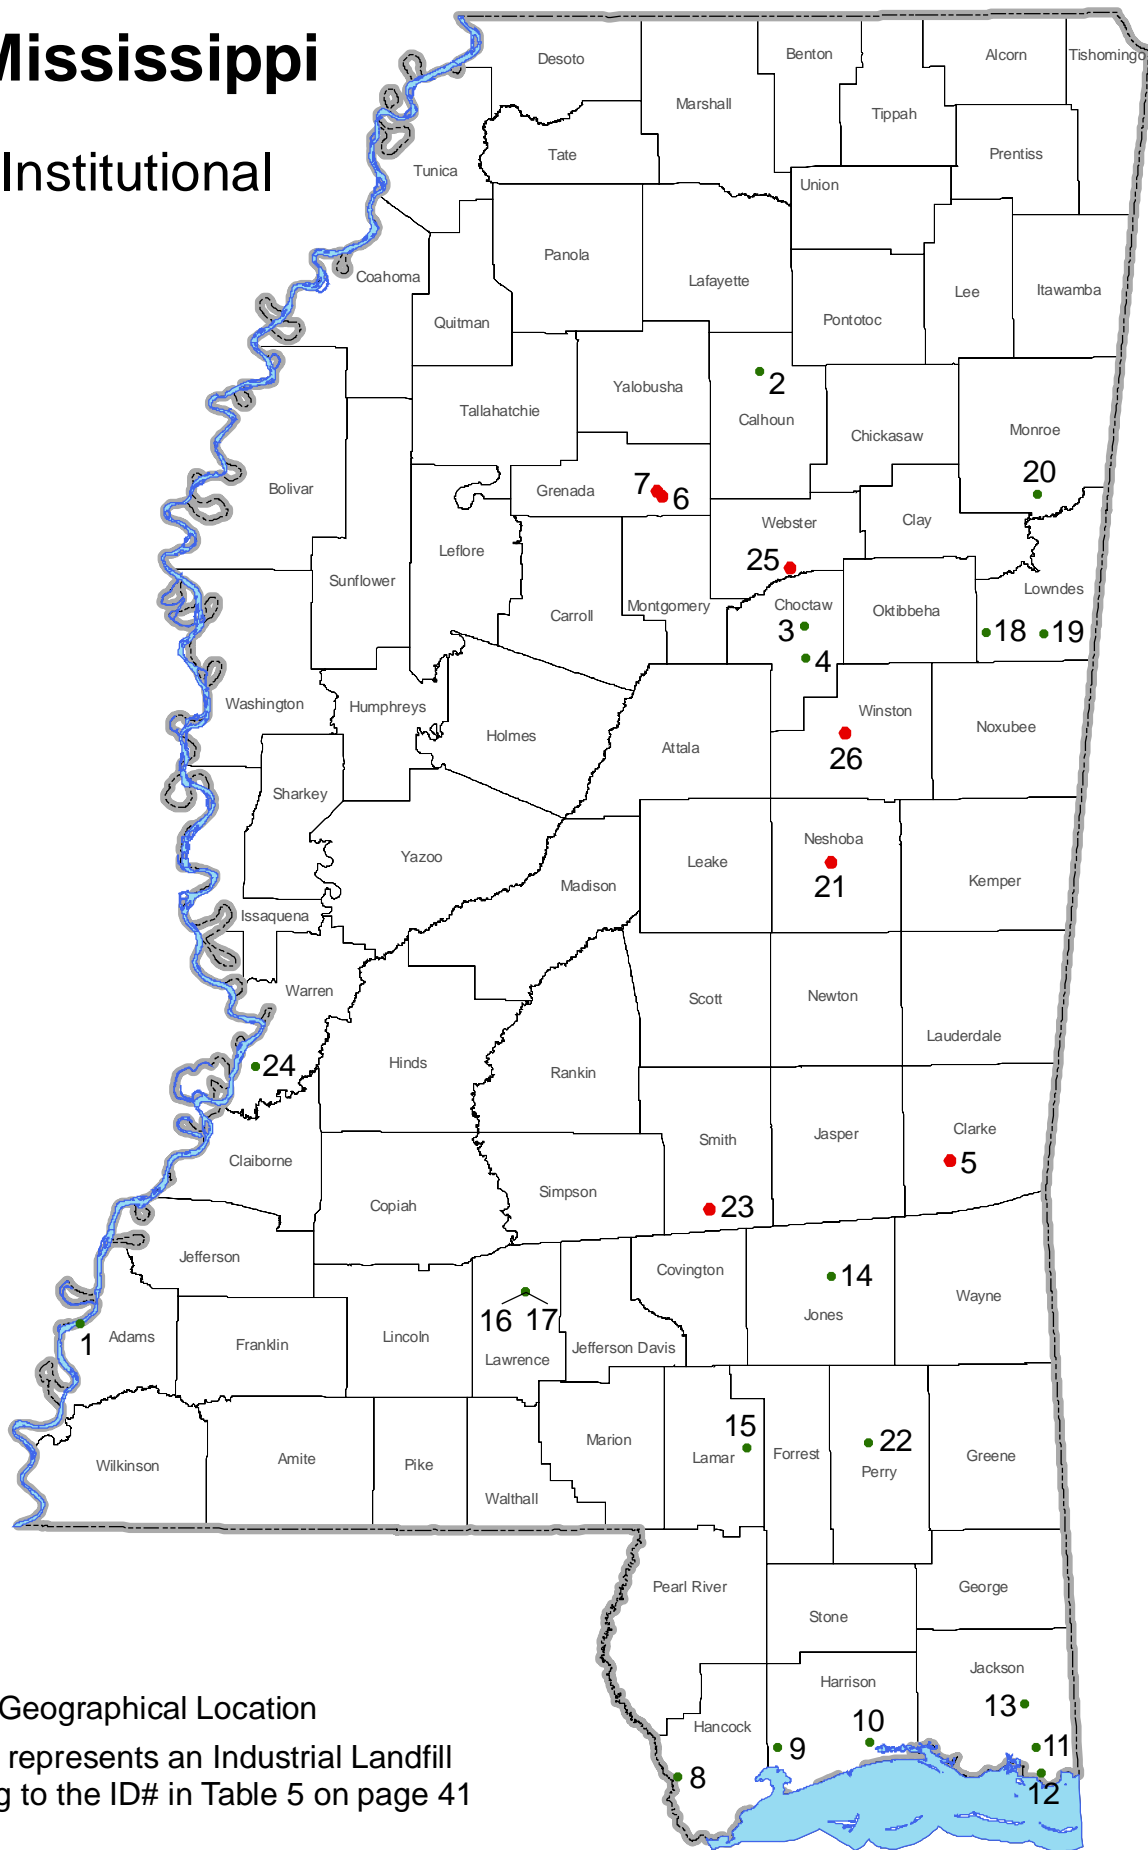 Mississippi
Institutional
Desoto
Benton
Alcorn
Tishomingo
Marshall
Tippah
Tate
Prentiss
Tunica
Union
Panola
Lafayette
Coahoma
Lee
Itawamba
Quitman
Pontotoc
2
Yalobusha
Tallahatchie
Calhoun
Monroe
Chickasaw
20
Bolivar
Grenada
7
6
Webster
Clay
Leflore
25
Sunflower
Lowndes
Montgomery
Choctaw
Oktibbeha
Carroll
3
18
19
4
Washington
Humphreys
Winston
Noxubee
Holmes
Attala
26
Sharkey
Neshoba
Yazoo
Leake
Madison
21
Kemper
Issaquena
Warren
Scott
Newton
Lauderdale
24
Hinds
Rankin
Clarke
Smith
Jasper
Claiborne
5
Simpson
Copiah
23
Jefferson
Covington
14
Wayne
16
17
Jones
1
Adams
Franklin
Lincoln
Lawrence
Jefferson Davis
15
22
Marion
Lamar
Forrest
Perry
Greene
Wilkinson
Amite
Pike
Walthall
Pearl River
George
Stone
Jackson
Harrison
13
Geographical Location
Hancock
10
9
11
represents an Industrial Landfill
8
12
g to the ID# in Table 5 on page 41